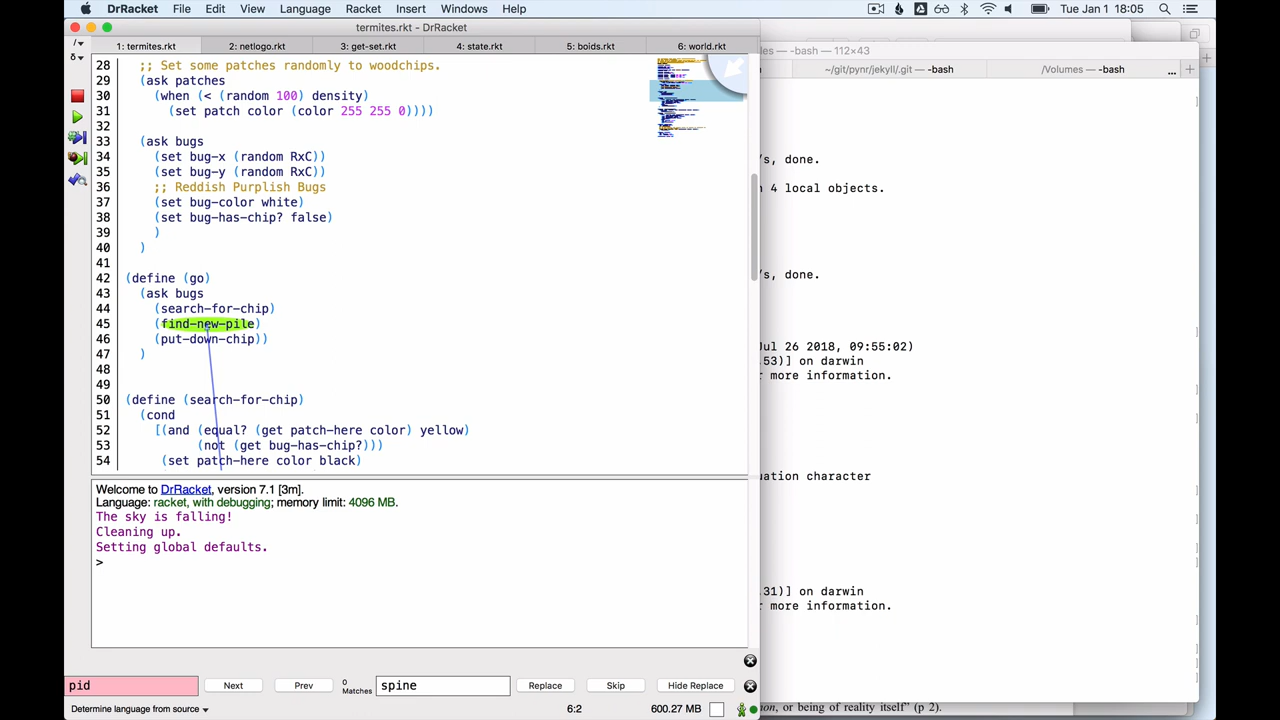 DrRacket File Edit View Language Racket Insert Windows Help Tue Jan 1 18:05
termites.rkt - DrRacket
1: termites.rkt 2: netlogo.rkt 3: get-set.rkt 4: state.rkt 5: boids.rkt 6: world.rkt
— -bash — 112×43
~/git/pynr/jekyll/.git — -bash /Volumes — -bash ... +
28 ;; Set some patches randomly to woodchips.
29 (ask patches
30 (when (< (random 100) density)
31 (set patch color (color 255 255 0))))
32
33 (ask bugs
34 (set bug-x (random RxC))
35 (set bug-y (random RxC))
36 ;; Reddish Purplish Bugs
37 (set bug-color white)
38 (set bug-has-chip? false)
39 )
40 )
41
42 (define (go)
43 (ask bugs
44 (search-for-chip)
45 (find-new-pile)
46 (put-down-chip))
47 )
48
49
50 (define (search-for-chip)
51 (cond
52 [(and (equal? (get patch-here color) yellow)
53 (not (get bug-has-chip?)))
54 (set patch-here color black)
Welcome to DrRacket, version 7.1 [3m].
Language: racket, with debugging; memory limit: 4096 MB.
The sky is falling!
Cleaning up.
Setting global defaults.
>
pid Next Prev 0 Matches spine Replace Skip Hide Replace
Determine language from source 6:2 600.27 MB
/s, done.
4 local objects.
/s, done.
Jul 26 2018, 09:55:02)
.53)] on darwin
r more information.
uation character
.31)] on darwin
r more information.
, or being of reality itself” (p 2).